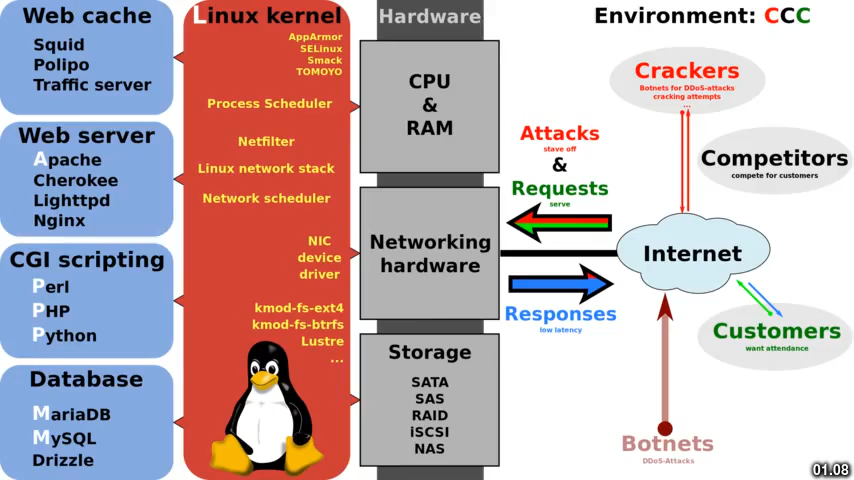 Web cache
Squid
Polipo
Traffic server
Web server
Apache
Cherokee
Lighttpd
Nginx
CGI scripting
Perl
PHP
Python
Database
MariaDB
MySQL
Drizzle
Linux kernel
AppArmor
SELinux
Smack
TOMOYO
Process Scheduler
Netfilter
Linux network stack
Network scheduler
NIC
device
driver
kmod-fs-ext4
kmod-fs-btrfs
Lustre
...
Hardware
CPU
&
RAM
Networking
hardware
Storage
SATA
SAS
RAID
iSCSI
NAS
Environment: CCC
Crackers
Botnets for DDoS-attacks
cracking attempts
...
Attacks
stave off
&
Requests
serve
Competitors
compete for customers
Internet
Responses
low latency
Customers
want attendance
Botnets
DDoS-Attacks
01.08